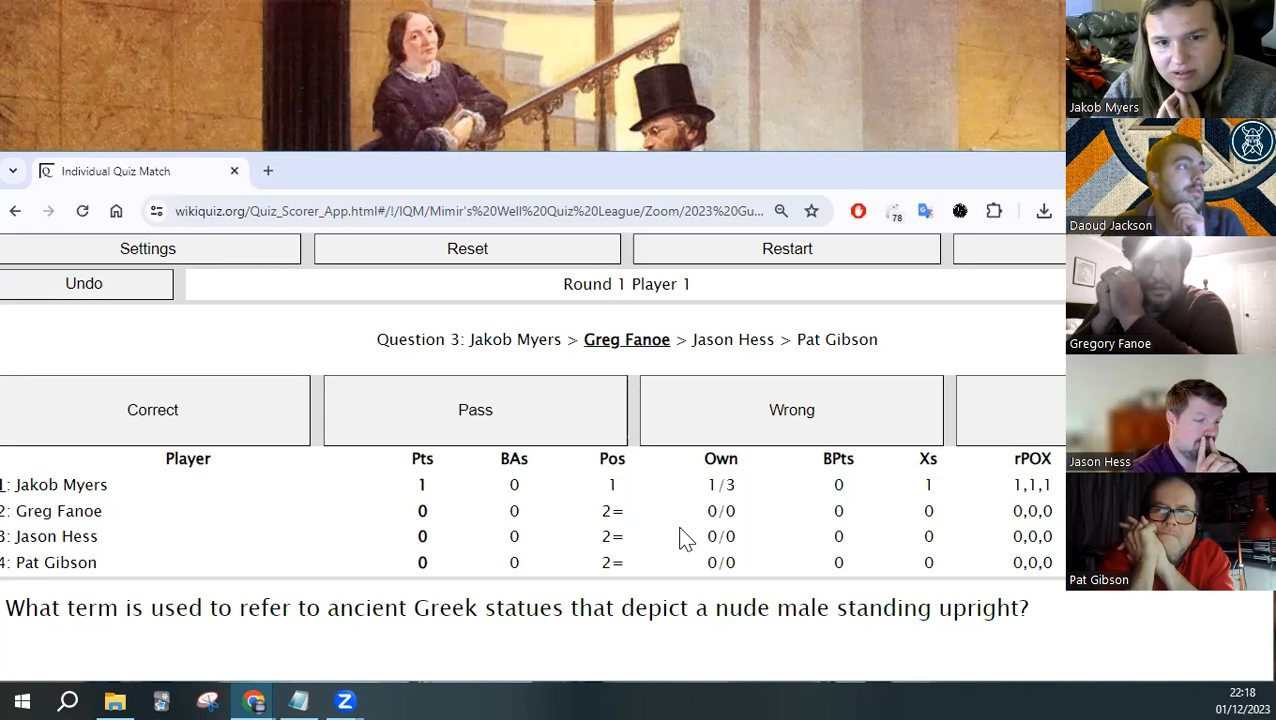 Individual Quiz Match
wikiquiz.org/Quiz_Scorer_App.html#/I/IQM/Mimir's%20Well%20Quiz%20League/Zoom/2023%20Gu...
78
Settings Reset Restart
Undo Round 1 Player 1
Question 3: Jakob Myers > Greg Fanoe > Jason Hess > Pat Gibson
Correct Pass Wrong
Player Pts BAs Pos Own BPts Xs rPOX
1: Jakob Myers 1 0 1 1/3 0 1 1,1,1
2: Greg Fanoe 0 0 2= 0/0 0 0 0,0,0
3: Jason Hess 0 0 2= 0/0 0 0 0,0,0
4: Pat Gibson 0 0 2= 0/0 0 0 0,0,0
What term is used to refer to ancient Greek statues that depict a nude male standing upright?
Jakob Myers
Daoud Jackson
Gregory Fanoe
Jason Hess
Pat Gibson
22:18
01/12/2023